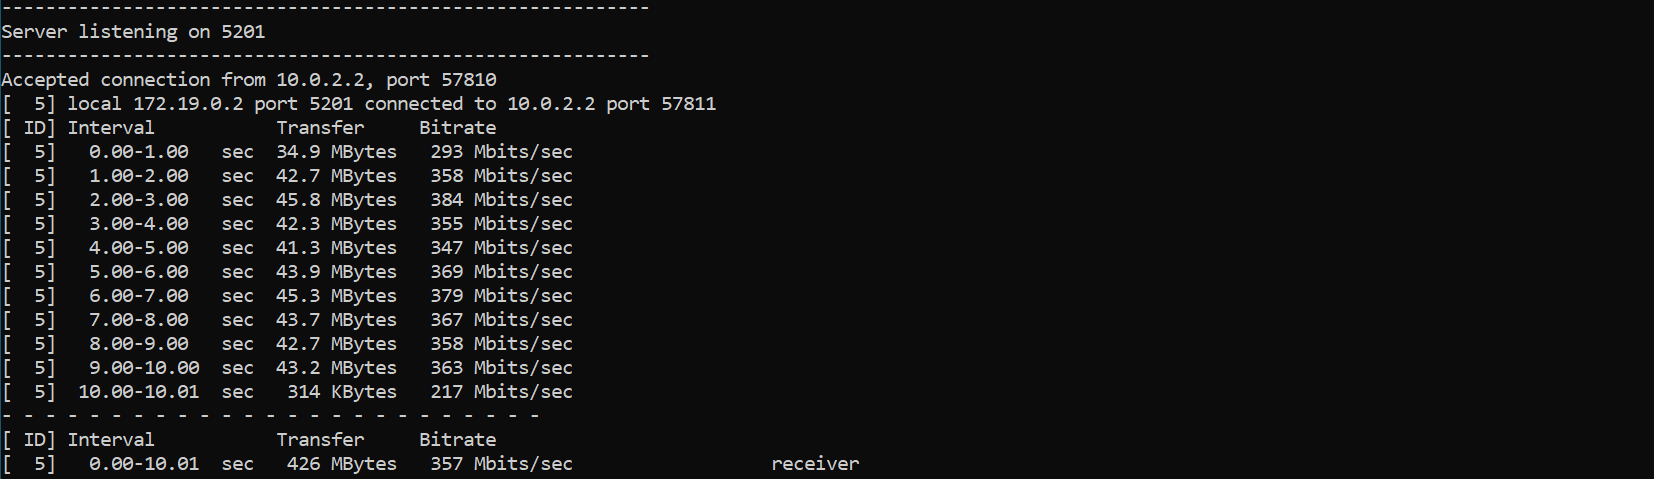 -----------------------------------------------------------
Server listening on 5201
-----------------------------------------------------------
Accepted connection from 10.0.2.2, port 57810
[  5] local 172.19.0.2 port 5201 connected to 10.0.2.2 port 57811
[ ID] Interval           Transfer     Bitrate
[  5]   0.00-1.00   sec  34.9 MBytes   293 Mbits/sec
[  5]   1.00-2.00   sec  42.7 MBytes   358 Mbits/sec
[  5]   2.00-3.00   sec  45.8 MBytes   384 Mbits/sec
[  5]   3.00-4.00   sec  42.3 MBytes   355 Mbits/sec
[  5]   4.00-5.00   sec  41.3 MBytes   347 Mbits/sec
[  5]   5.00-6.00   sec  43.9 MBytes   369 Mbits/sec
[  5]   6.00-7.00   sec  45.3 MBytes   379 Mbits/sec
[  5]   7.00-8.00   sec  43.7 MBytes   367 Mbits/sec
[  5]   8.00-9.00   sec  42.7 MBytes   358 Mbits/sec
[  5]   9.00-10.00  sec  43.2 MBytes   363 Mbits/sec
[  5]  10.00-10.01  sec   314 KBytes   217 Mbits/sec
- - - - - - - - - - - - - - - - - - - - - - - - -
[ ID] Interval           Transfer     Bitrate
[  5]   0.00-10.01  sec   426 MBytes   357 Mbits/sec                  receiver